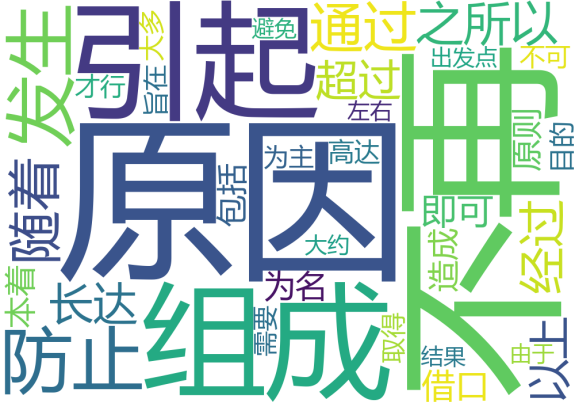 发生
大多
引起
避免
通过
之所以
才行
旨在
超过
出发点
不可
左右
不再
原则
目的
随着
原因
包括
为主
高达
大约
即可
造成
经过
本着
长达
组成
为名
需要
取得
防止
结果
由于
借口
以上